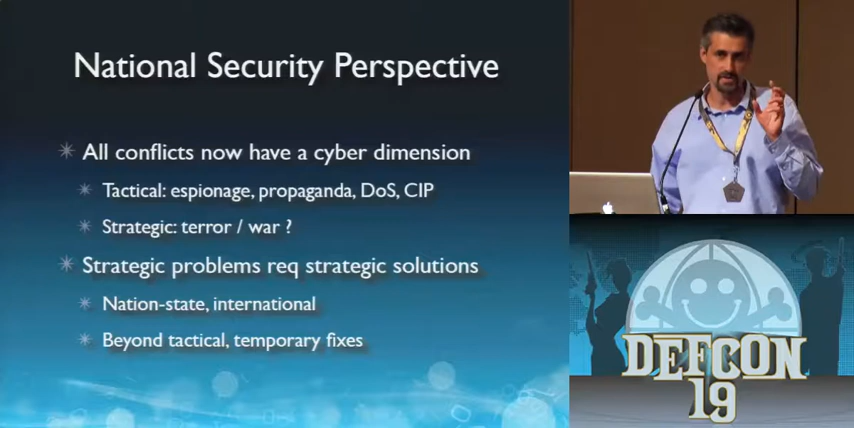 National Security Perspective
All conflicts now have a cyber dimension
Tactical: espionage, propaganda, DoS, CIP
Strategic: terror / war ?
Strategic problems req strategic solutions
Nation-state, international
Beyond tactical, temporary fixes
DEFCON
19